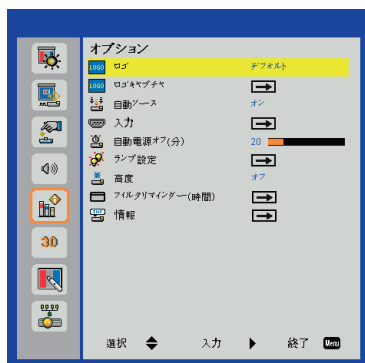 オプション
LOGO ロゴ デフォルト
LOGO ロゴキャプチャ
自動ソース オン
入力
自動電源オフ(分) 20
ランプ設定
高度 オフ
フィルタリマインダー(時間)
情報
3D
選択 入力 終了 Menu